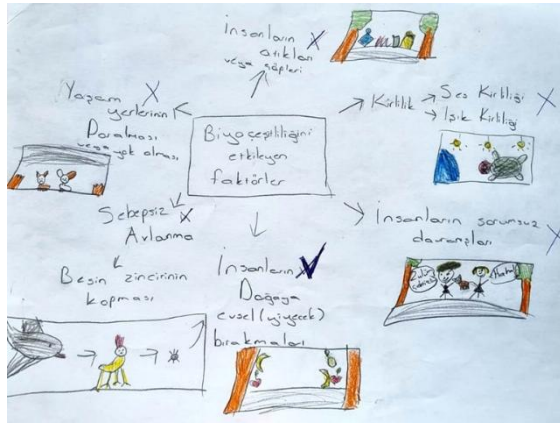 İnsanların
atıkları
veya çöpleri
Yaşam
yerlerinin
Daralması
veya yok olması
Biyoçeşitliliğini
etkileyen
faktörler
Kirlilik → Ses Kirliliği
Işık Kirliliği
Sebepsiz
Avlanma
Besin zincirinin
kopması
İnsanların
Doğaya
evsel (yiyecek)
bırakmaları
İnsanların sorumsuz
davranışları